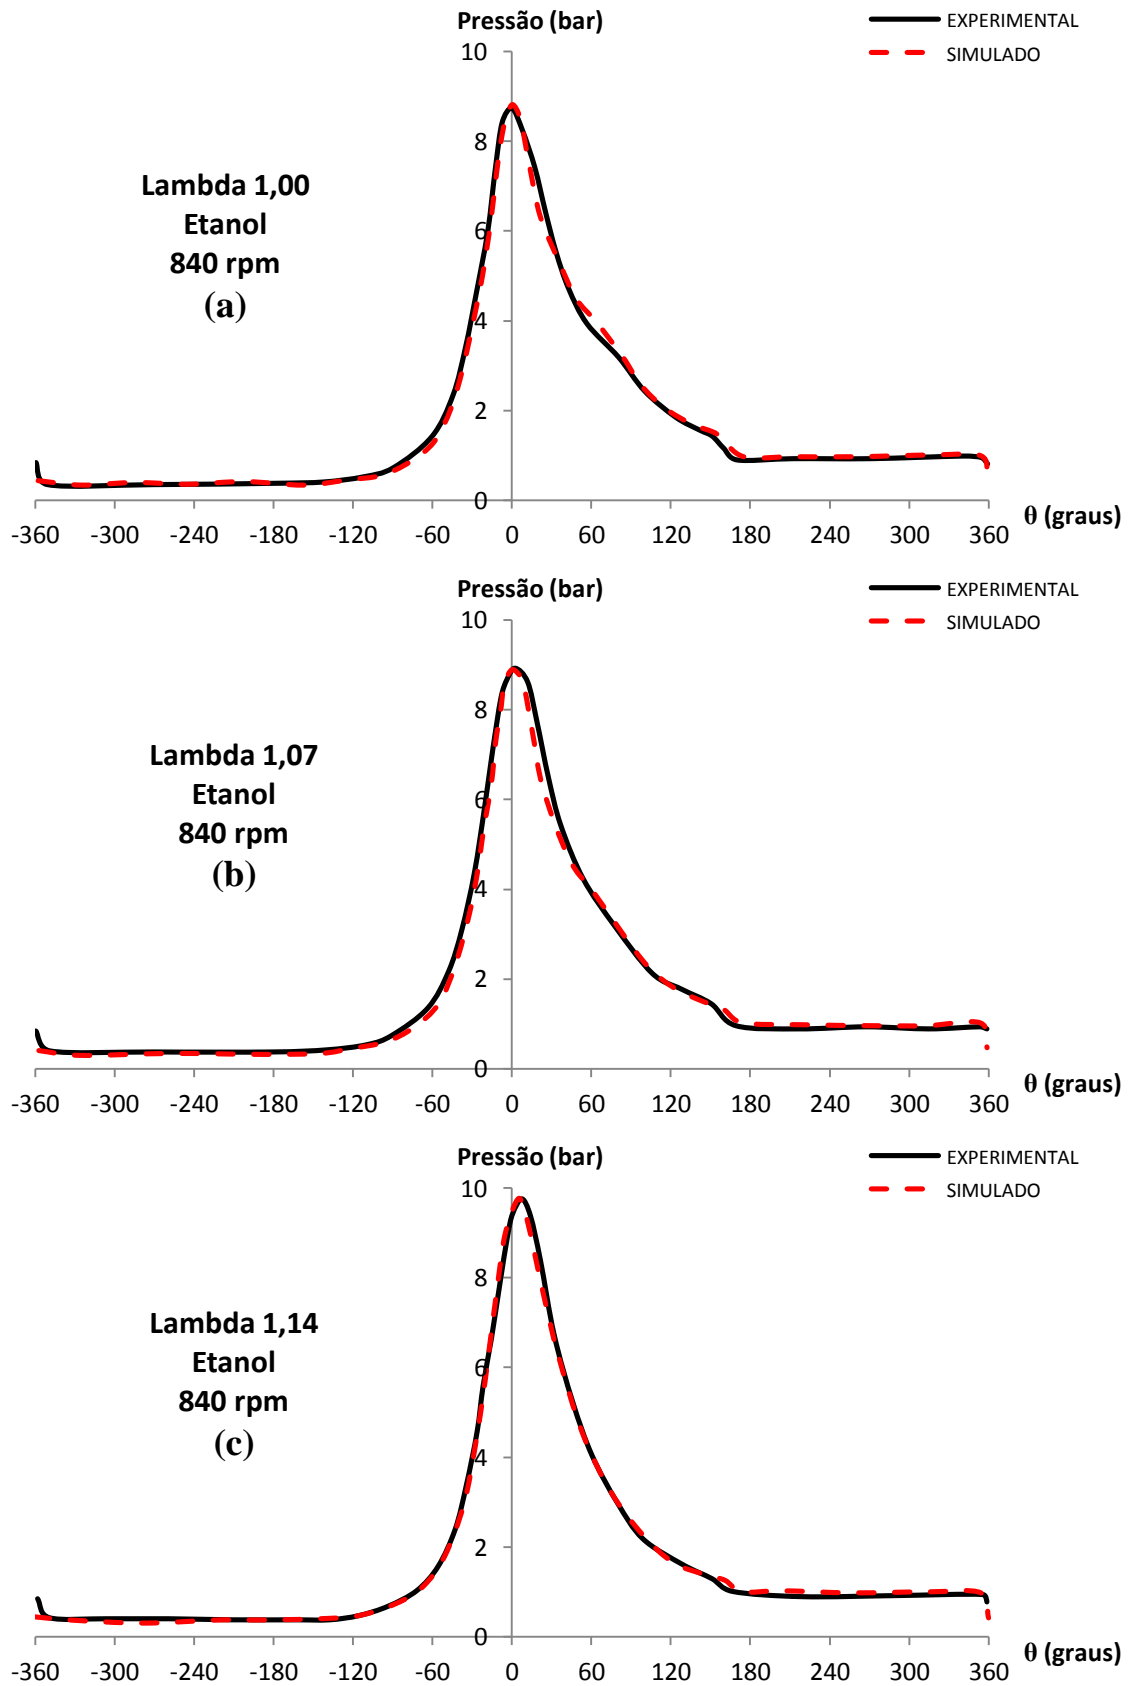 Pressão (bar)
EXPERIMENTAL
SIMULADO
10
8
6
4
2
0
Lambda 1,00
Etanol
840 rpm
(a)
-360 -300 -240 -180 -120 -60 0 60 120 180 240 300 360
θ (graus)
Pressão (bar)
EXPERIMENTAL
SIMULADO
10
8
6
4
2
0
Lambda 1,07
Etanol
840 rpm
(b)
-360 -300 -240 -180 -120 -60 0 60 120 180 240 300 360
θ (graus)
Pressão (bar)
EXPERIMENTAL
SIMULADO
10
8
6
4
2
0
Lambda 1,14
Etanol
840 rpm
(c)
-360 -300 -240 -180 -120 -60 0 60 120 180 240 300 360
θ (graus)